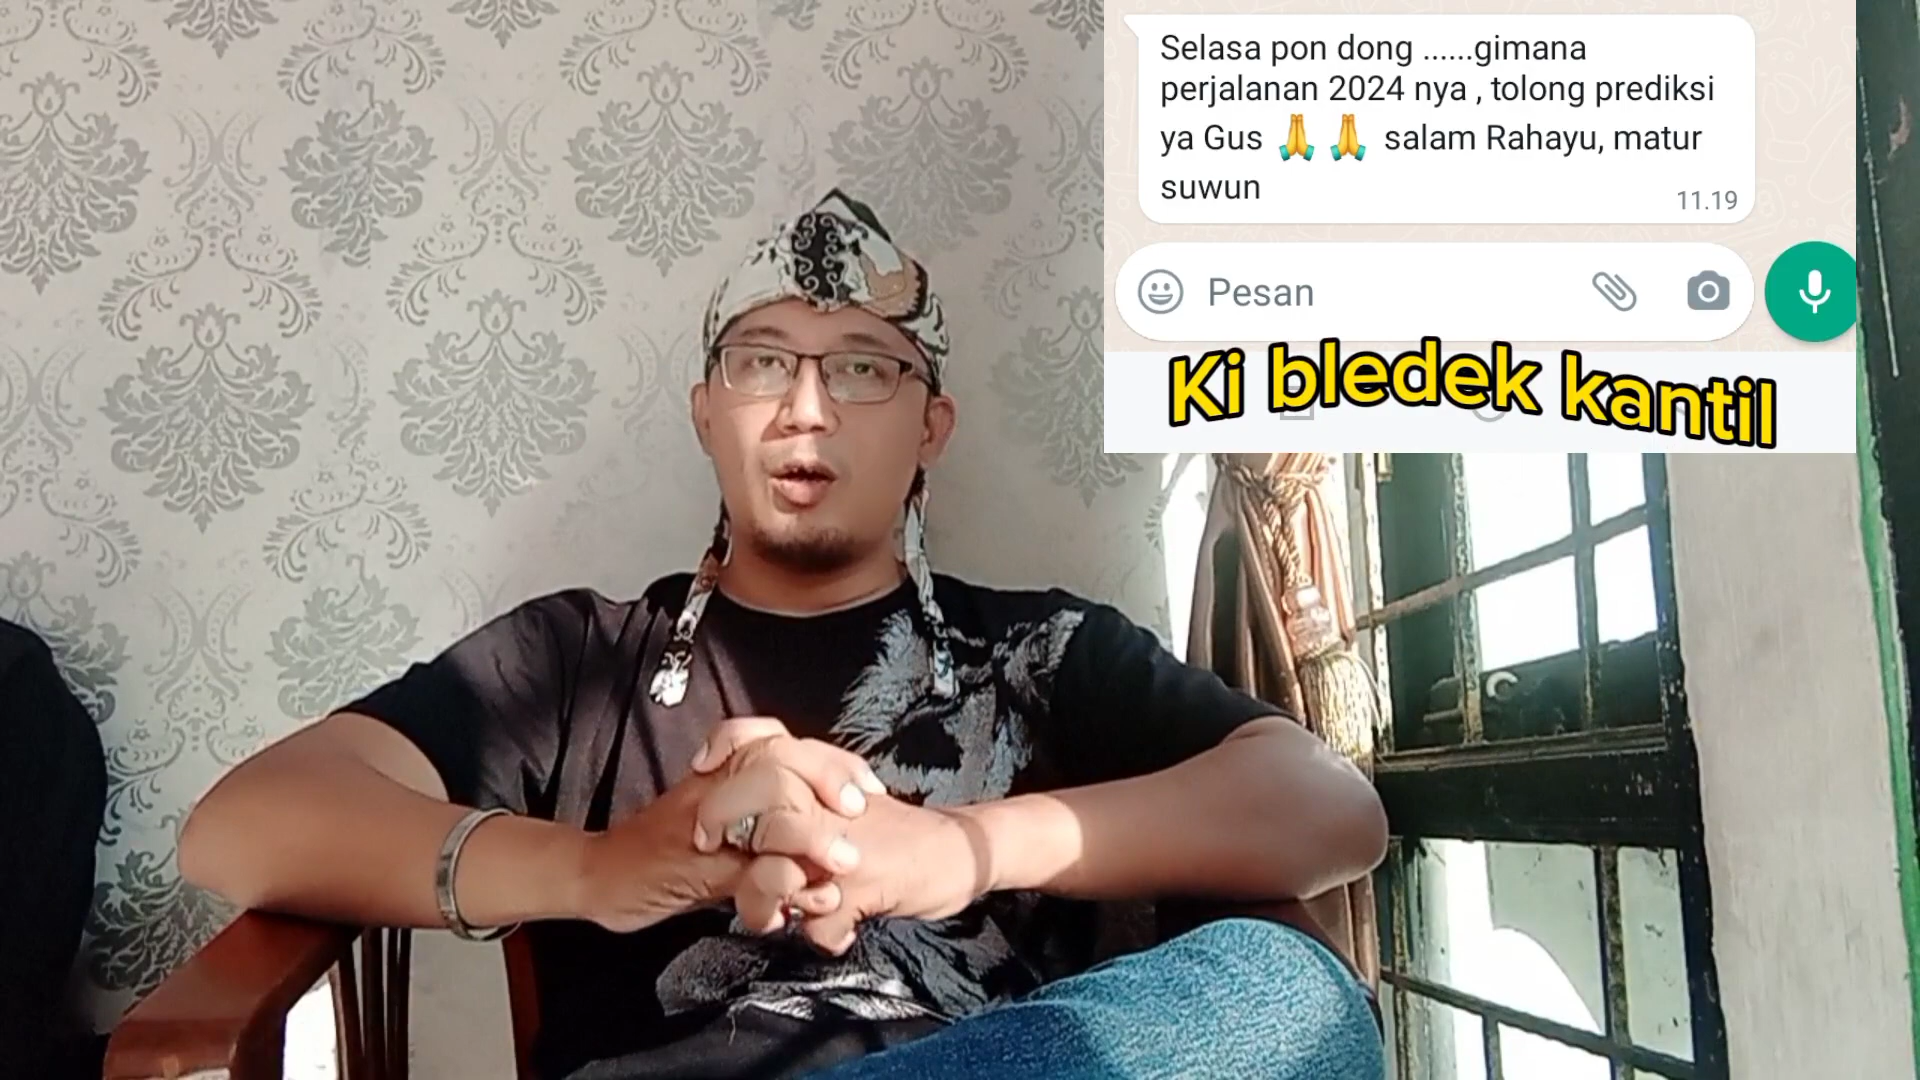 Selasa pon dong ......gimana
perjalanan 2024 nya , tolong prediksi
ya Gus 🙏 🙏 salam Rahayu, matur
suwun
11.19
Pesan
Ki bledek kantil